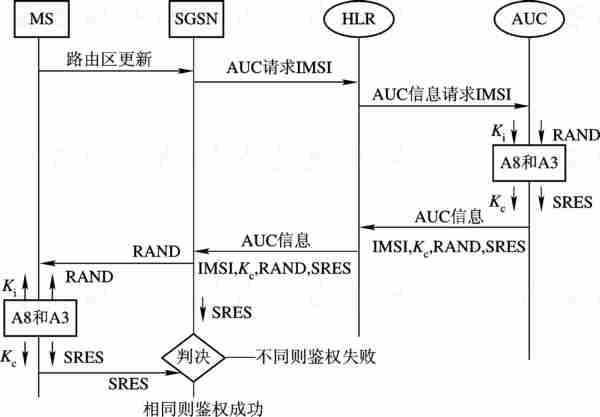 MS
SGSN
HLR
AUC
路由区更新
AUC请求IMSI
AUC信息请求IMSI
Ki
RAND
A8和A3
Kc
SRES
AUC信息
IMSI,Kc,RAND,SRES
AUC信息
IMSI,Kc,RAND,SRES
RAND
Ki
RAND
A8和A3
Kc
SRES
SRES
SRES
判决
不同则鉴权失败
相同则鉴权成功